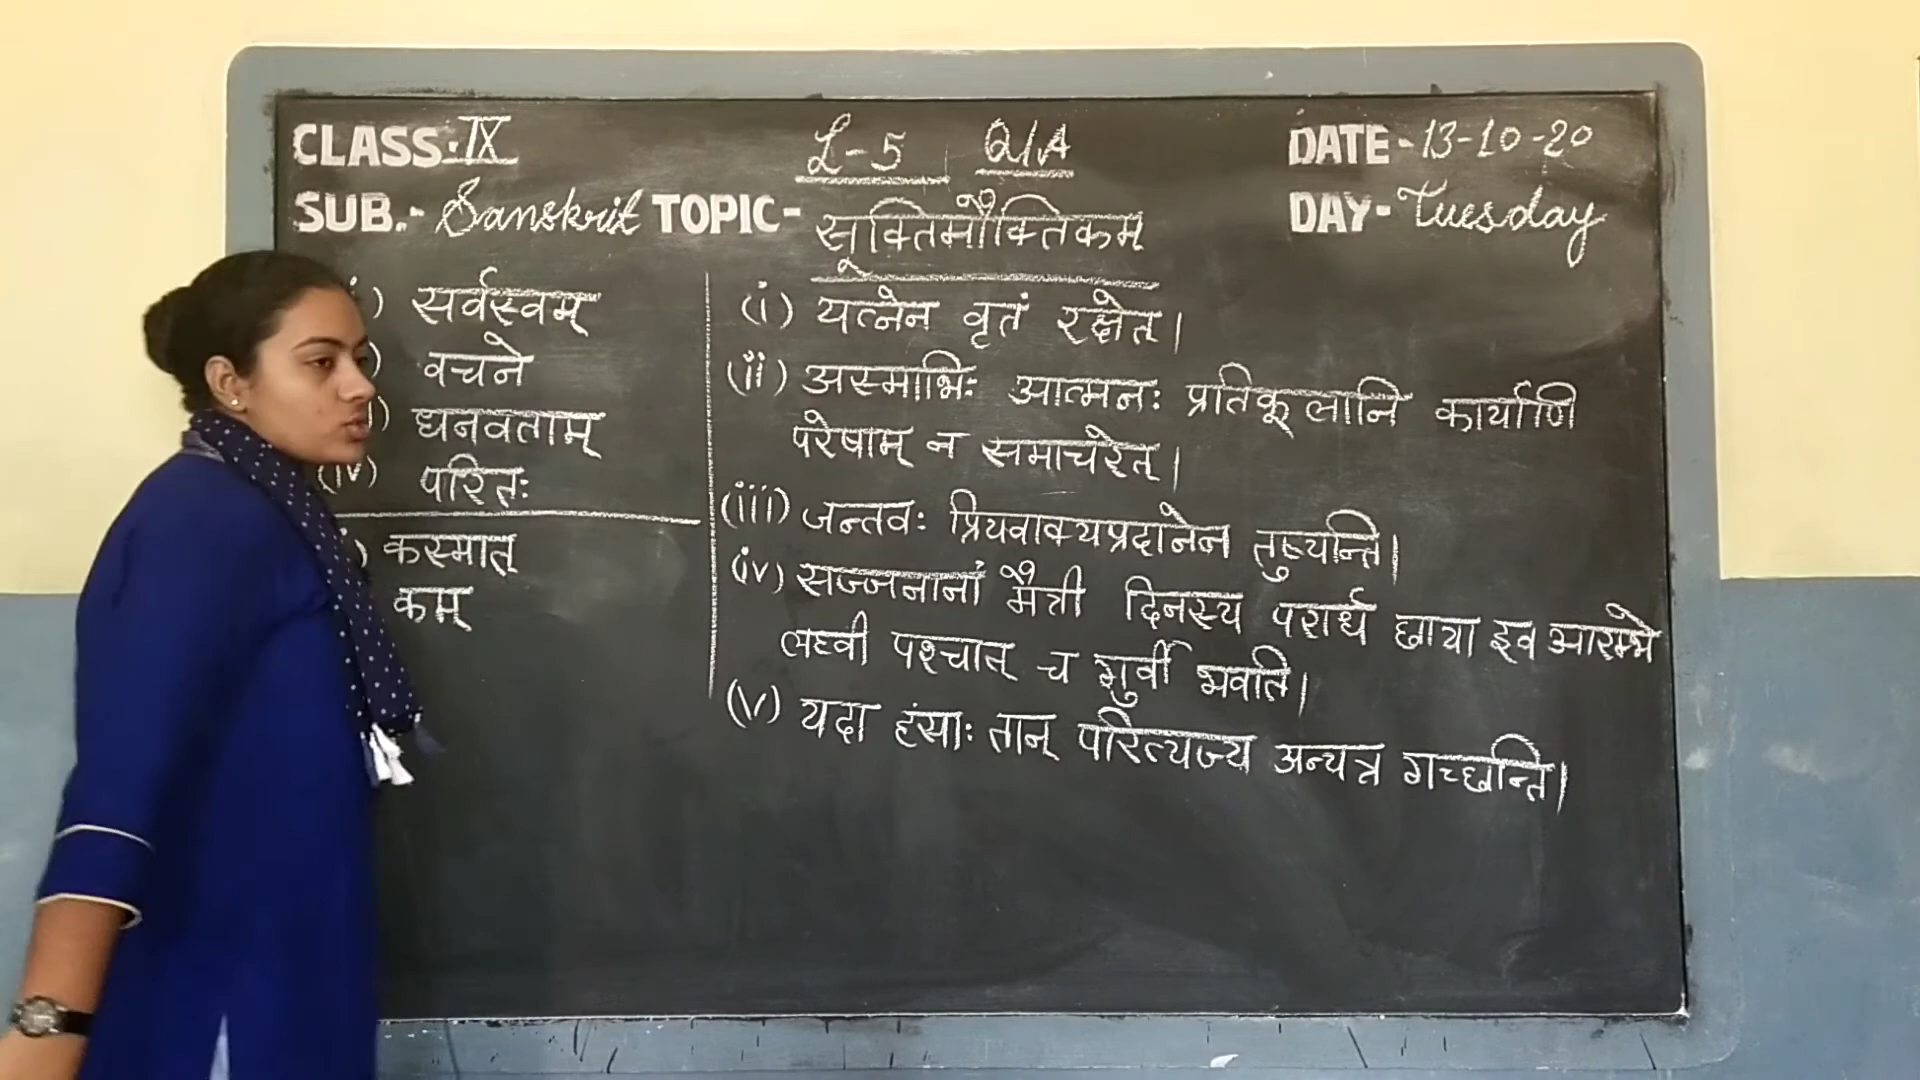 CLASS.IX
L-5 Q/A
DATE-13-10-20
SUB.-Sanskrit TOPIC-
सूक्तिमौक्तिकम्
DAY-Tuesday
सर्वस्वम्
वचने
धनवताम्
(iv) परितः
कस्मात्
कम्
(i) यत्नेन वृतं रक्षेत्।
(ii) अस्माभिः आत्मनः प्रतिकूलानि कार्याणि
परेषाम् न समाचरेत्।
(iii) जन्तवः प्रियवाक्यप्रदानेन तुष्यन्ति।
(iv) सज्जनानां मैत्री दिनस्य परार्ध छाया इव आरम्भे
लघ्वी पश्चात् च गुर्वी भवति।
(v) यदा हंसाः तान् परित्यज्य अन्यत्र गच्छन्ति।